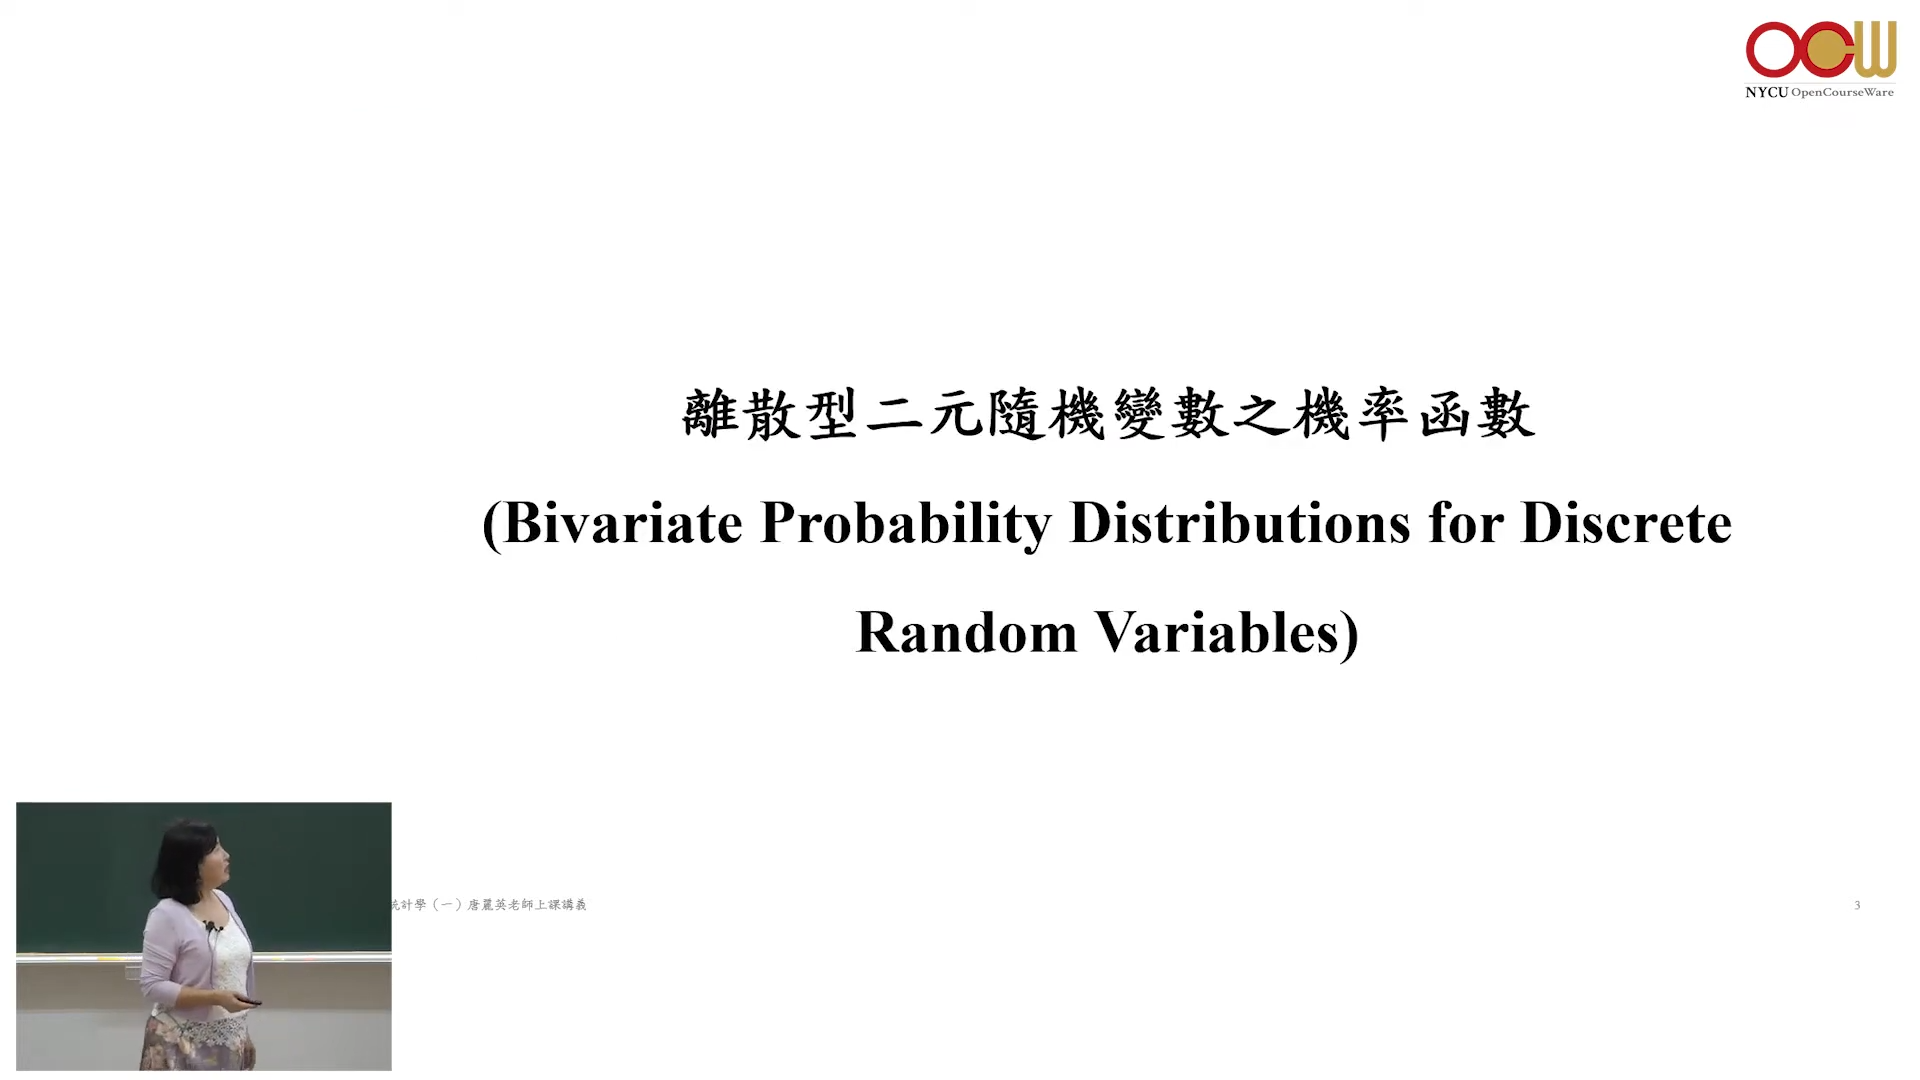 OCW
NYCU OpenCourseWare
離散型二元隨機變數之機率函數
(Bivariate Probability Distributions for Discrete
Random Variables)
統計學（一）唐麗英老師上課講義
3